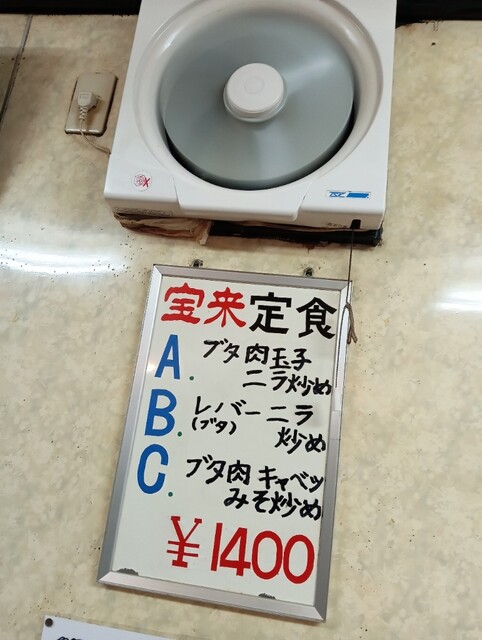 宝来定食
A. ブタ肉玉子
ニラ炒め
B. レバーニラ
(ブタ) 炒め
C. ブタ肉キャベツ
みそ炒め
¥1400